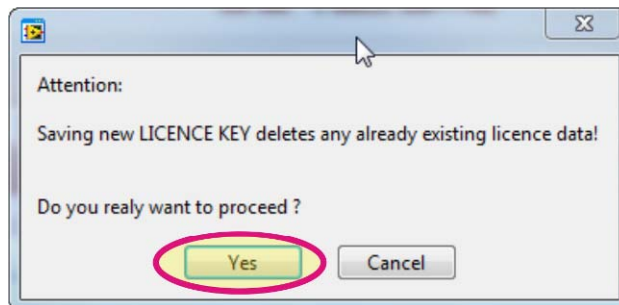 Attention:
Saving new LICENCE KEY deletes any already existing licence data!
Do you realy want to proceed ?
Yes Cancel